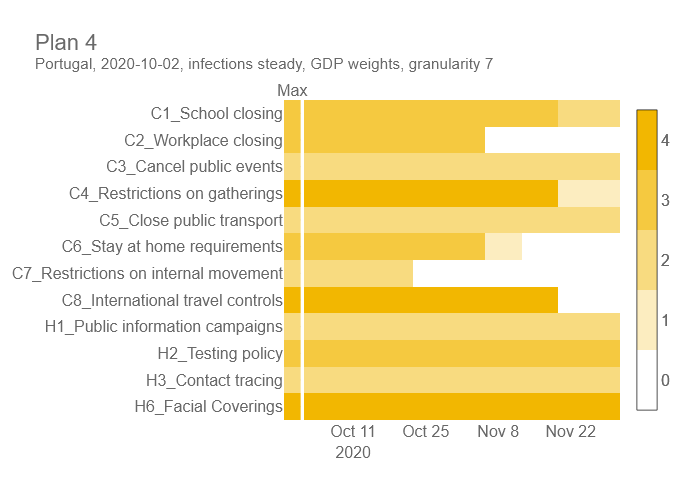 Plan 4
Portugal, 2020-10-02, infections steady, GDP weights, granularity 7
Max
C1_School closing
C2_Workplace closing
C3_Cancel public events
C4_Restrictions on gatherings
C5_Close public transport
C6_Stay at home requirements
C7_Restrictions on internal movement
C8_International travel controls
H1_Public information campaigns
H2_Testing policy
H3_Contact tracing
H6_Facial Coverings
Oct 11 Oct 25 Nov 8 Nov 22
2020
4
3
2
1
0